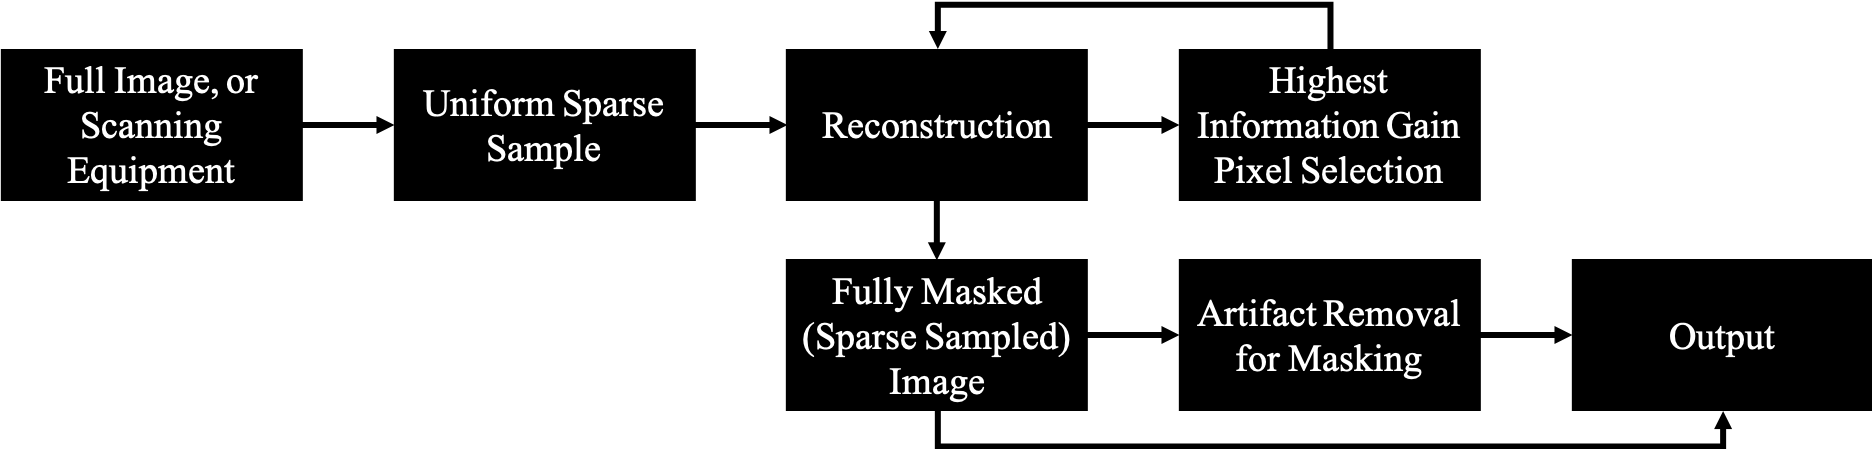 Full Image, or
Scanning
Equipment
Uniform Sparse
Sample
Reconstruction
Highest
Information Gain
Pixel Selection
Fully Masked
(Sparse Sampled)
Image
Artifact Removal
for Masking
Output